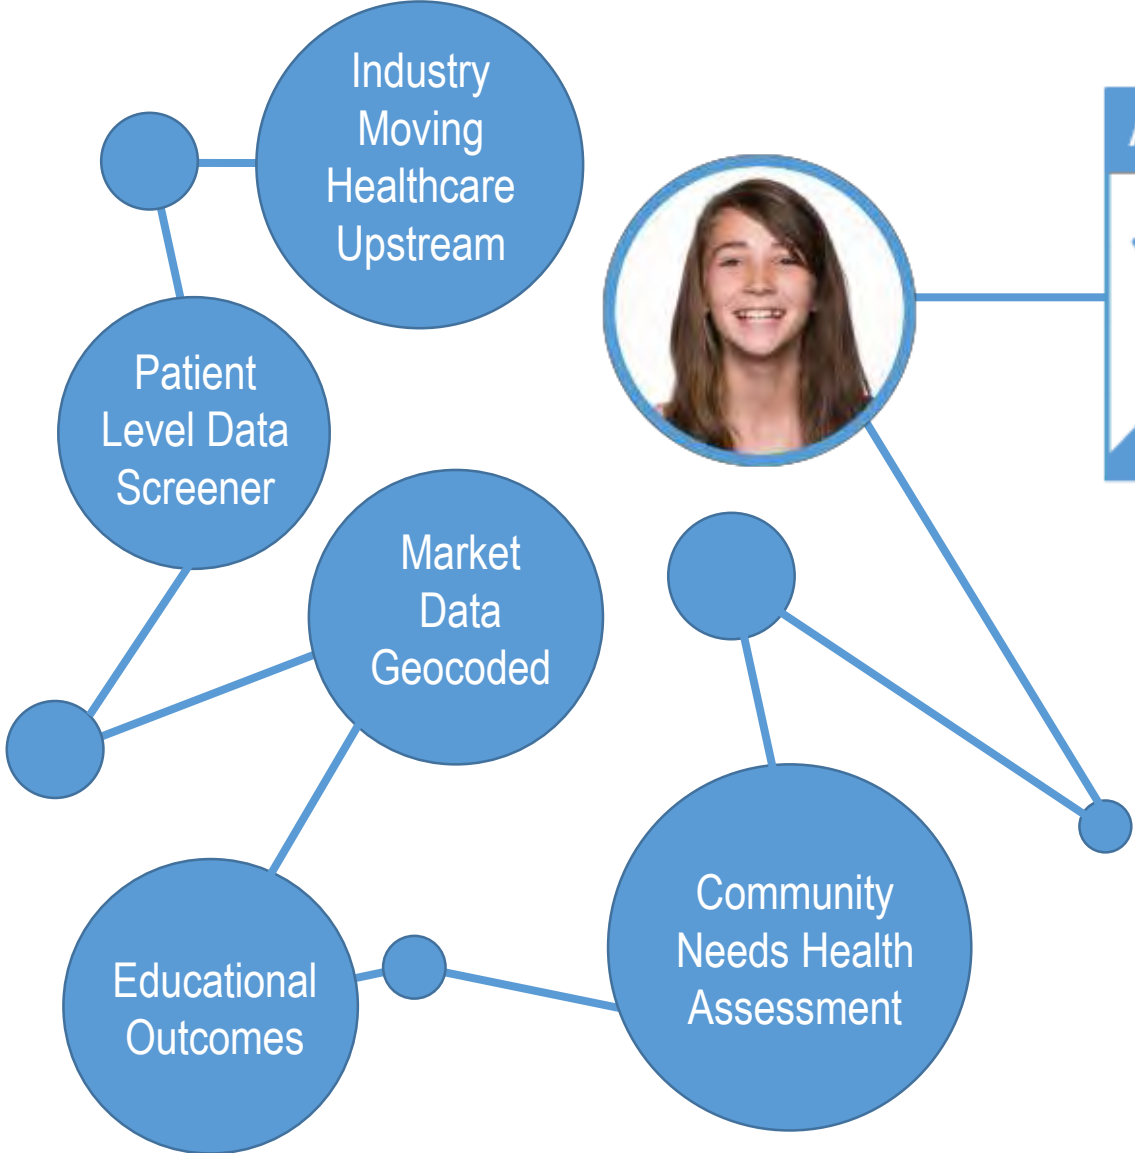 Industry
Moving
Healthcare
Upstream
Patient
Level Data
Screener
Market
Data
Geocoded
Community
Needs Health
Assessment
Educational
Outcomes